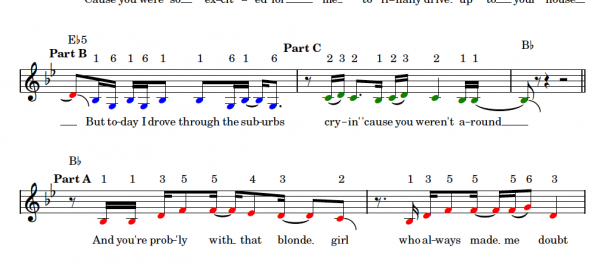 'Cause you were so ex-cit - ed for me to fi-nally drive up to your house
E♭5
Part B Part C B♭
1 6 1 6 1 1 1 6 1 6 2 3 2 1 2 3 2 1 1 1
But to-day I drove through the sub-urbs cry-in' 'cause you weren't a-round
B♭
Part A 1 1 3 5 5 5 4 3 2 1 3 5 5 6 3
And you're prob-'ly with that blonde. girl who al-ways made. me doubt